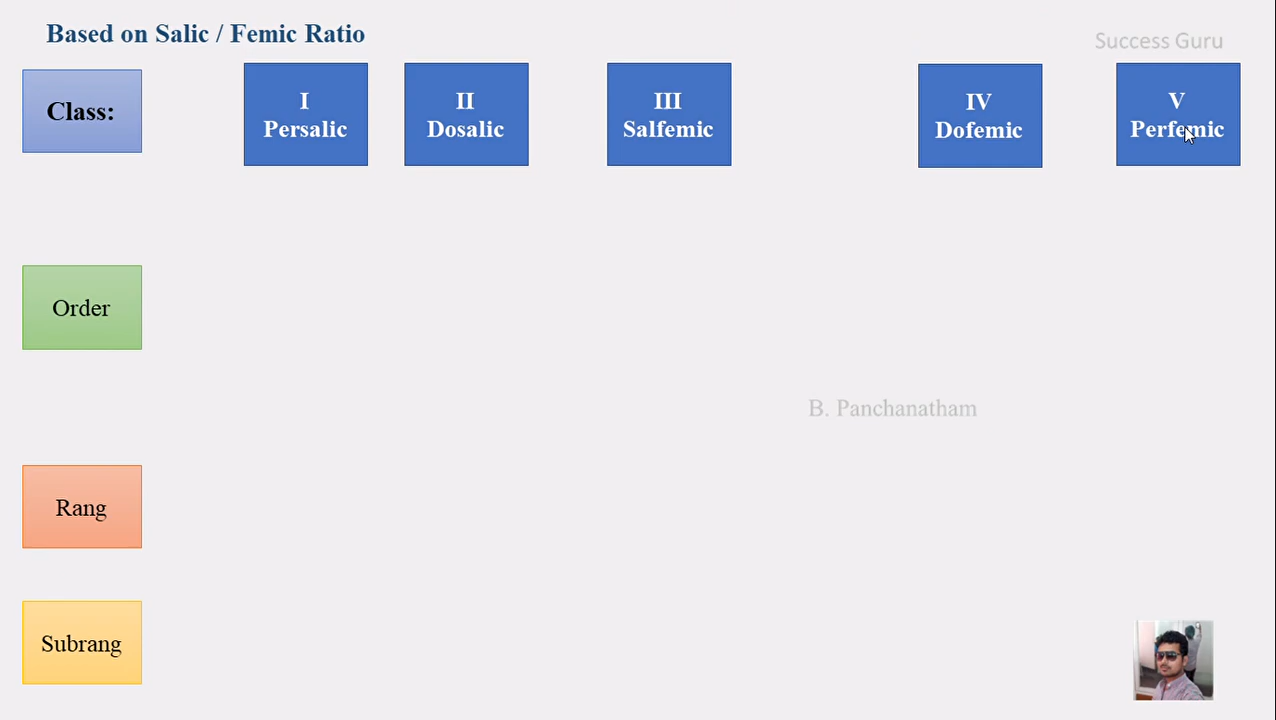 Based on Salic / Femic Ratio
Success Guru
Class:
I
Persalic
II
Dosalic
III
Salfemic
IV
Dofemic
V
Perfemic
Order
B. Panchanatham
Rang
Subrang